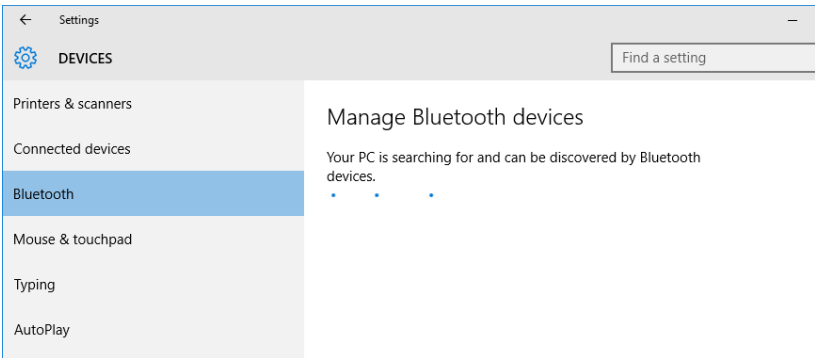 Settings
DEVICES
Find a setting
Printers & scanners
Connected devices
Bluetooth
Mouse & touchpad
Typing
AutoPlay
Manage Bluetooth devices
Your PC is searching for and can be discovered by Bluetooth
devices.